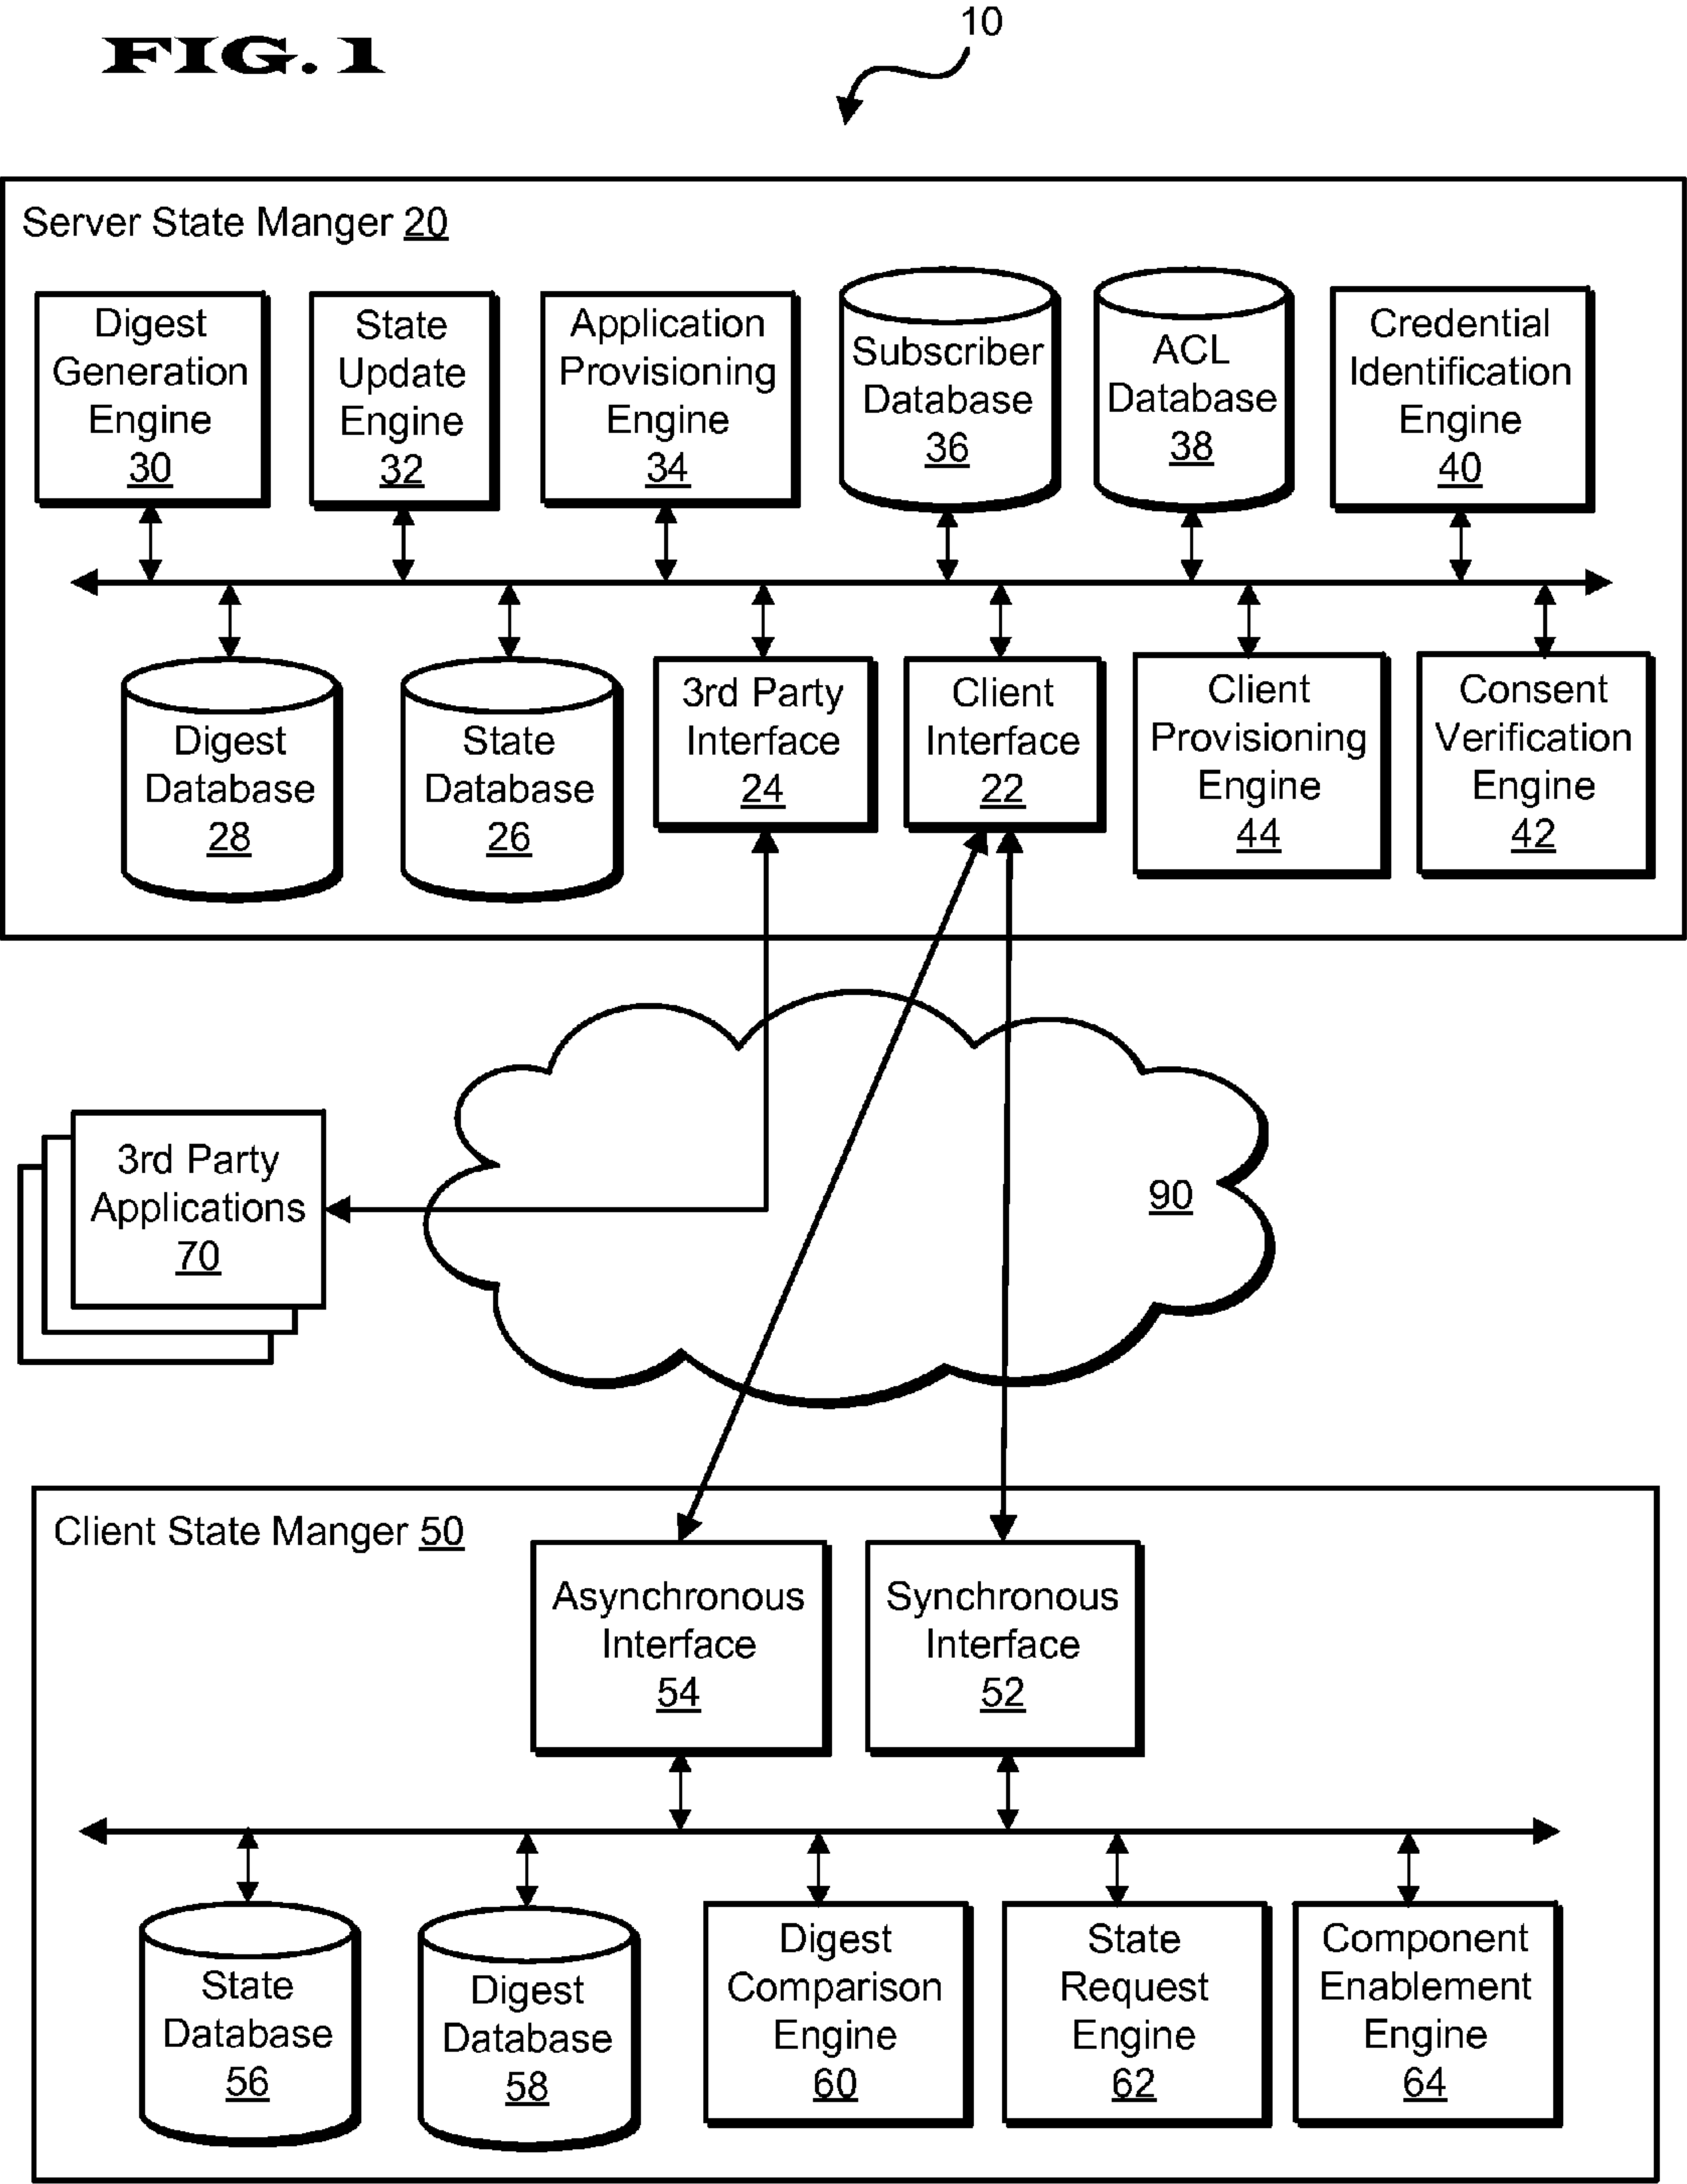 FIG. 1
10
Server State Manger 20
Digest
Generation
Engine
30
State
Update
Engine
32
Application
Provisioning
Engine
34
Subscriber
Database
36
ACL
Database
38
Credential
Identification
Engine
40
Digest
Database
28
State
Database
26
3rd Party
Interface
24
Client
Interface
22
Client
Provisioning
Engine
44
Consent
Verification
Engine
42
3rd Party
Applications
70
90
Client State Manger 50
Asynchronous
Interface
54
Synchronous
Interface
52
State
Database
56
Digest
Database
58
Digest
Comparison
Engine
60
State
Request
Engine
62
Component
Enablement
Engine
64